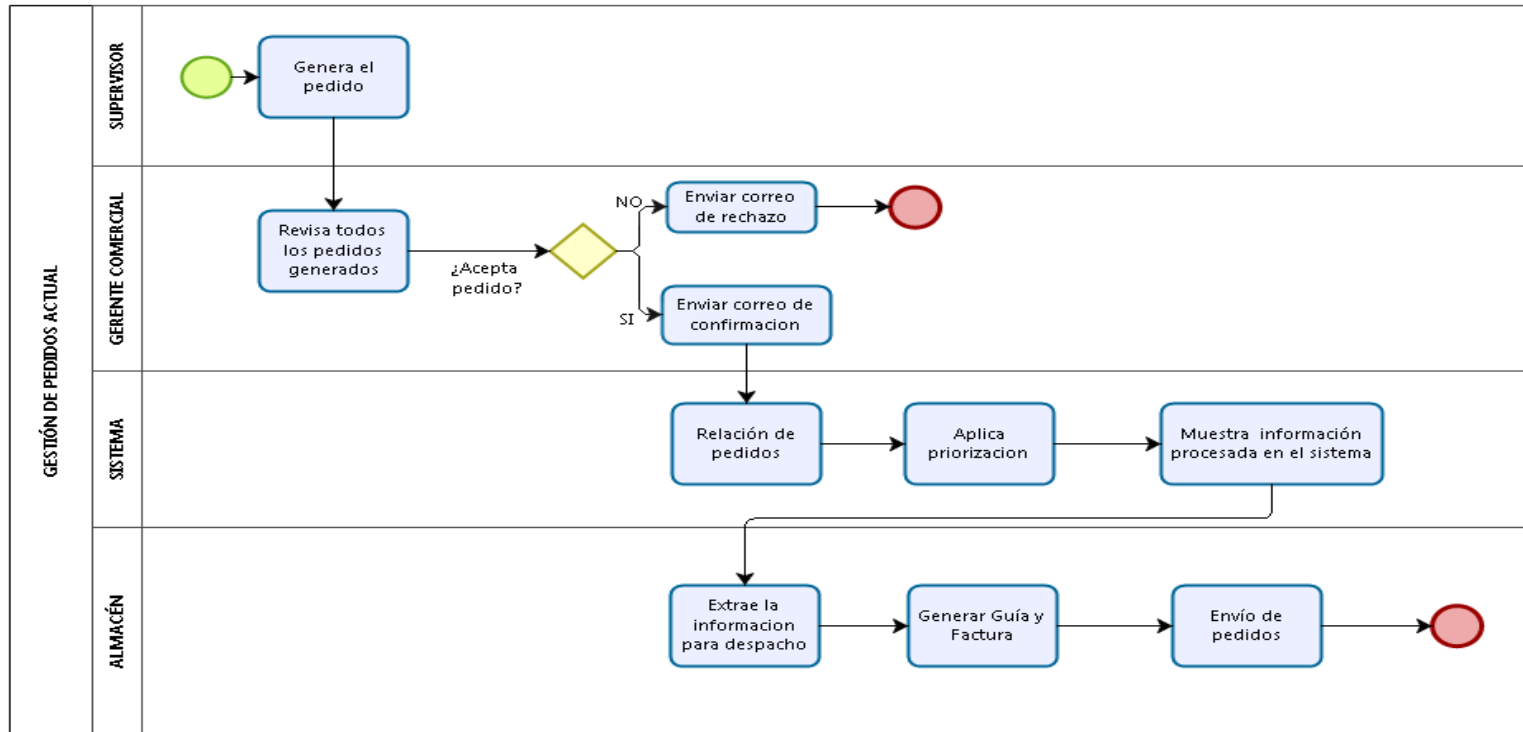 GESTIÓN DE PEDIDOS ACTUAL
SUPERVISOR
Genera el
pedido
GERENTE COMERCIAL
Revisa todos
los pedidos
generados
¿Acepta
pedido?
NO
Enviar correo
de rechazo
SI
Enviar correo de
confirmacion
SISTEMA
Relación de
pedidos
Aplica
priorizacion
Muestra información
procesada en el sistema
ALMACÉN
Extrae la
informacion
para despacho
Generar Guía y
Factura
Envío de
pedidos